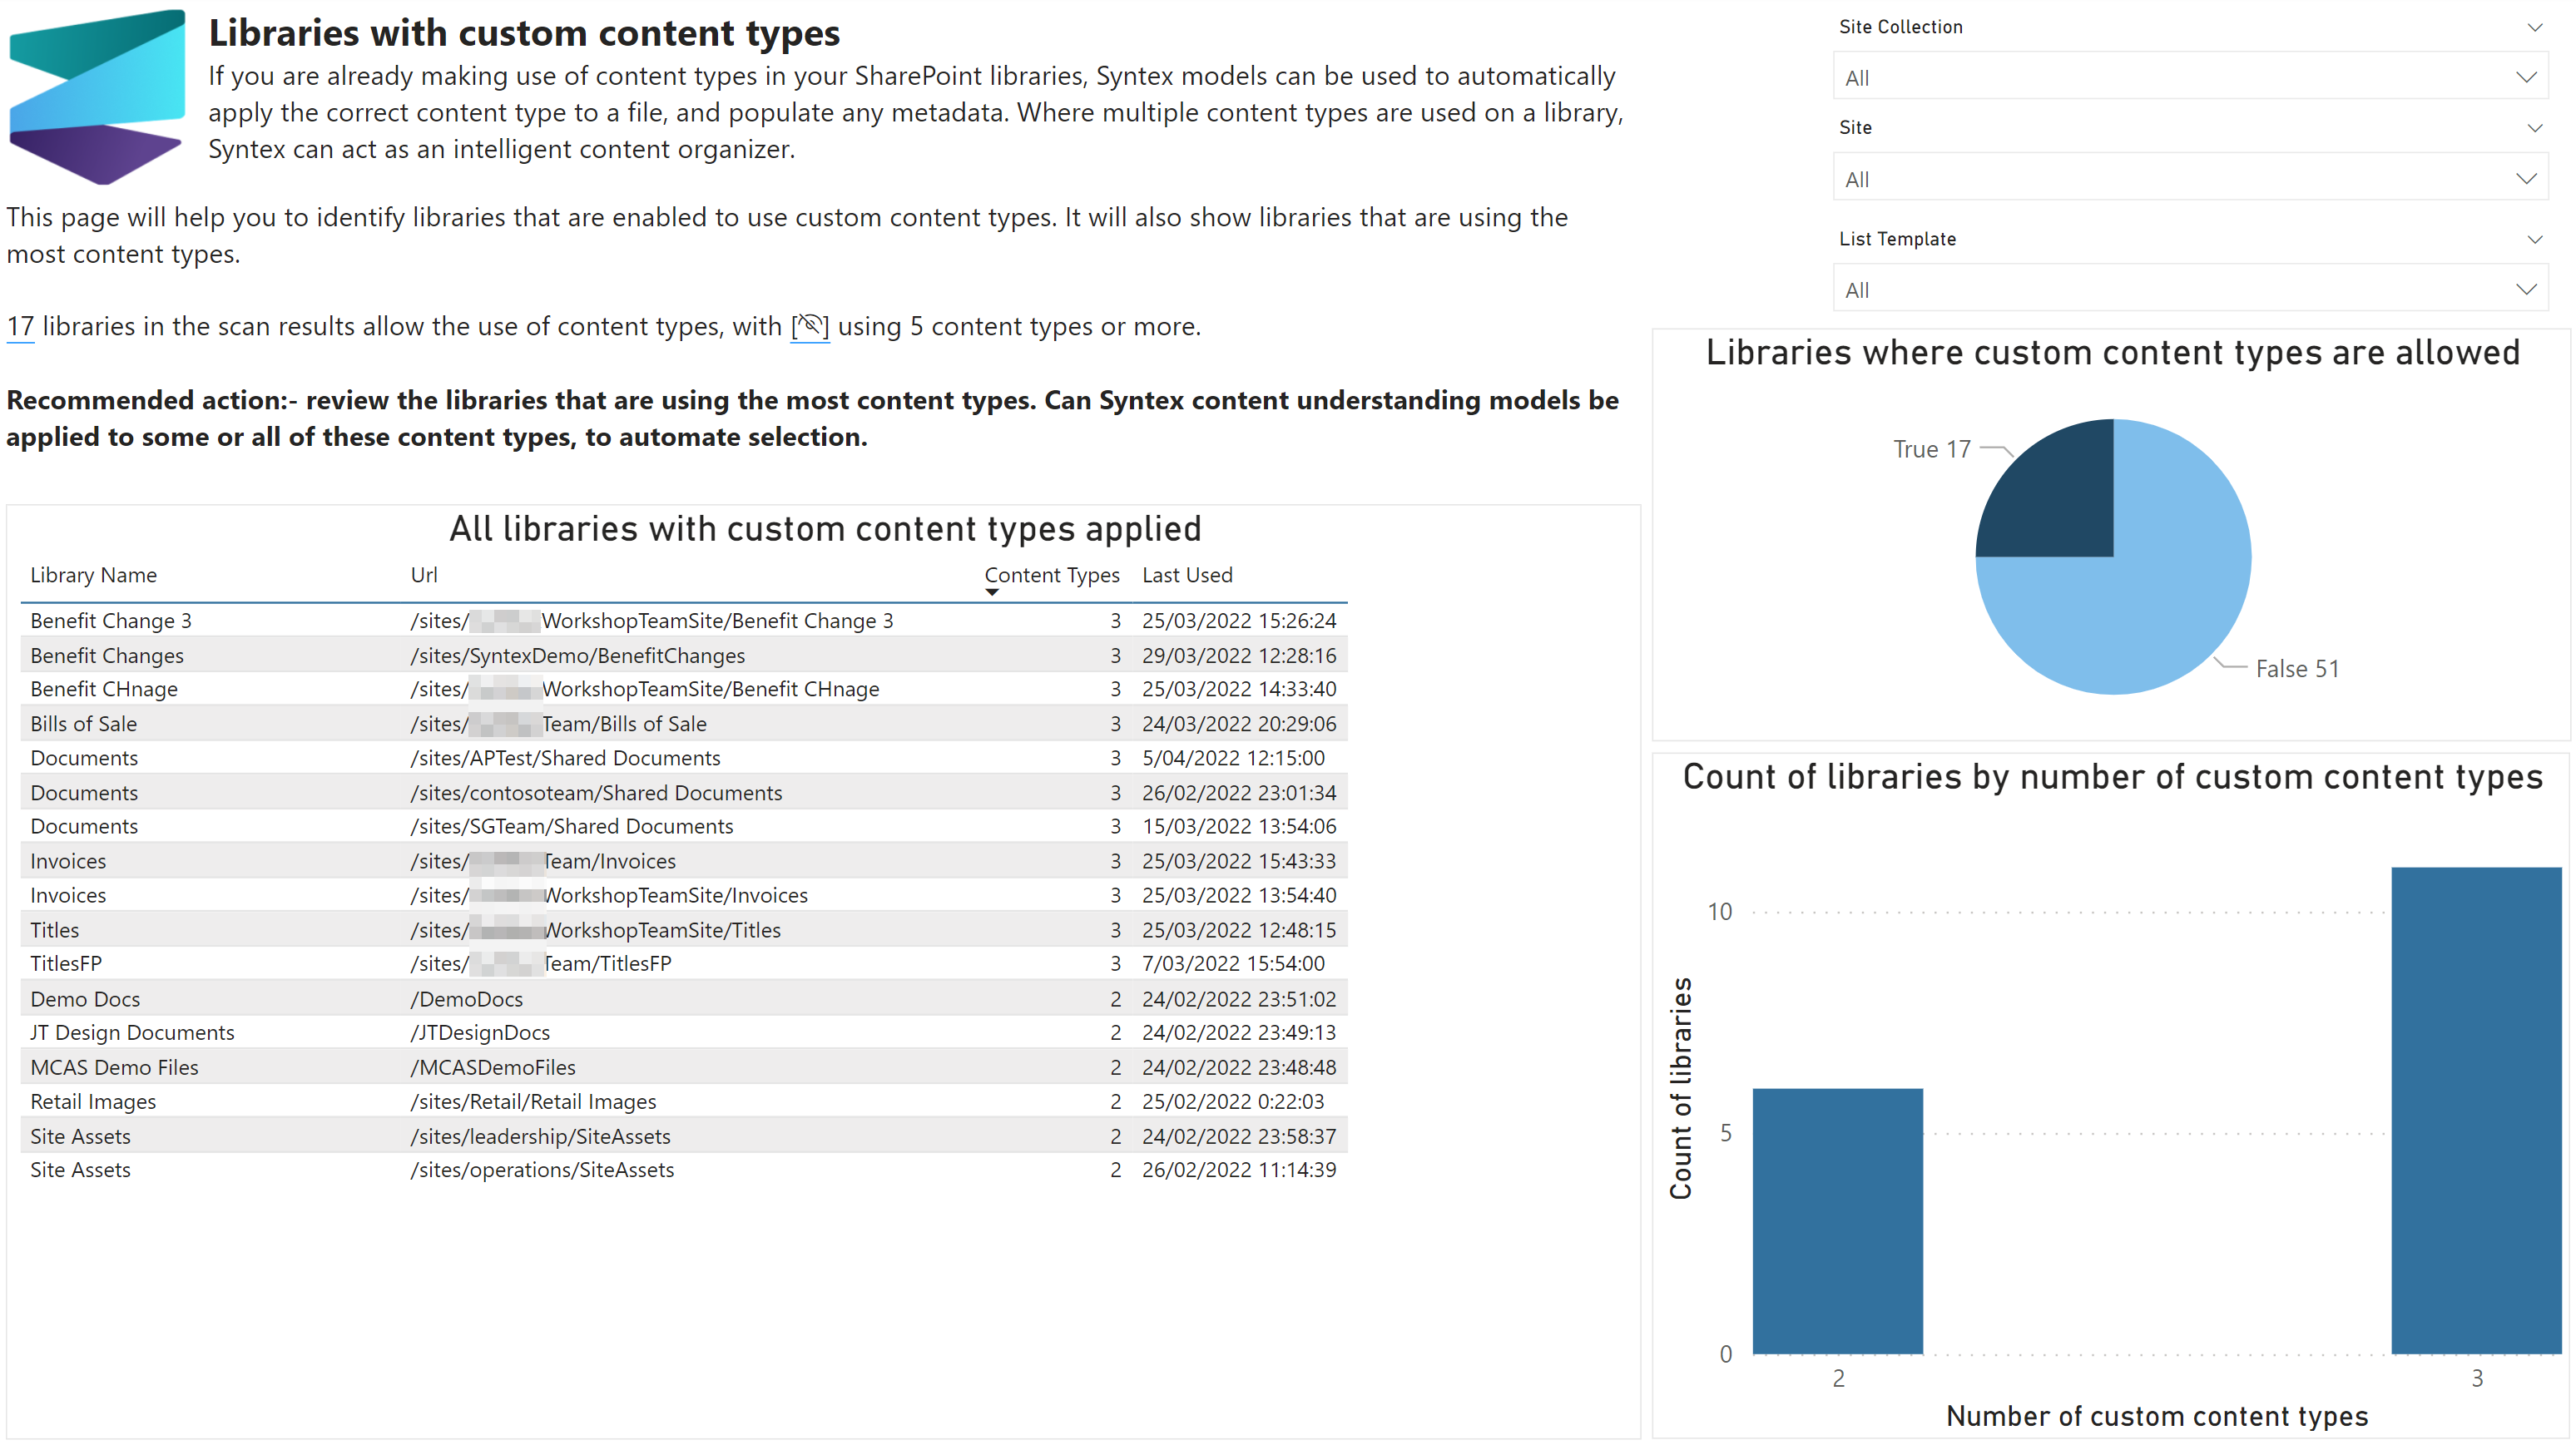 Libraries with custom content types
If you are already making use of content types in your SharePoint libraries, Syntex models can be used to automatically
apply the correct content type to a file, and populate any metadata. Where multiple content types are used on a library,
Syntex can act as an intelligent content organizer.
This page will help you to identify libraries that are enabled to use custom content types. It will also show libraries that are using the
most content types.
17 libraries in the scan results allow the use of content types, with [] using 5 content types or more.
Recommended action:- review the libraries that are using the most content types. Can Syntex content understanding models be
applied to some or all of these content types, to automate selection.
Site Collection
All
Site
All
List Template
All
All libraries with custom content types applied
Library Name Url Content Types Last Used
Benefit Change 3 /sites/ WorkshopTeamSite/Benefit Change 3 3 25/03/2022 15:26:24
Benefit Changes /sites/SyntexDemo/BenefitChanges 3 29/03/2022 12:28:16
Benefit CHnage /sites/ WorkshopTeamSite/Benefit CHnage 3 25/03/2022 14:33:40
Bills of Sale /sites/ Team/Bills of Sale 3 24/03/2022 20:29:06
Documents /sites/APTest/Shared Documents 3 5/04/2022 12:15:00
Documents /sites/contosoteam/Shared Documents 3 26/02/2022 23:01:34
Documents /sites/SGTeam/Shared Documents 3 15/03/2022 13:54:06
Invoices /sites/ Team/Invoices 3 25/03/2022 15:43:33
Invoices /sites/ WorkshopTeamSite/Invoices 3 25/03/2022 13:54:40
Titles /sites/ WorkshopTeamSite/Titles 3 25/03/2022 12:48:15
TitlesFP /sites/ Team/TitlesFP 3 7/03/2022 15:54:00
Demo Docs /DemoDocs 2 24/02/2022 23:51:02
JT Design Documents /JTDesignDocs 2 24/02/2022 23:49:13
MCAS Demo Files /MCASDemoFiles 2 24/02/2022 23:48:48
Retail Images /sites/Retail/Retail Images 2 25/02/2022 0:22:03
Site Assets /sites/leadership/SiteAssets 2 24/02/2022 23:58:37
Site Assets /sites/operations/SiteAssets 2 26/02/2022 11:14:39
Libraries where custom content types are allowed
True 17
False 51
Count of libraries by number of custom content types
Count of libraries
10
5
0
2 3
Number of custom content types